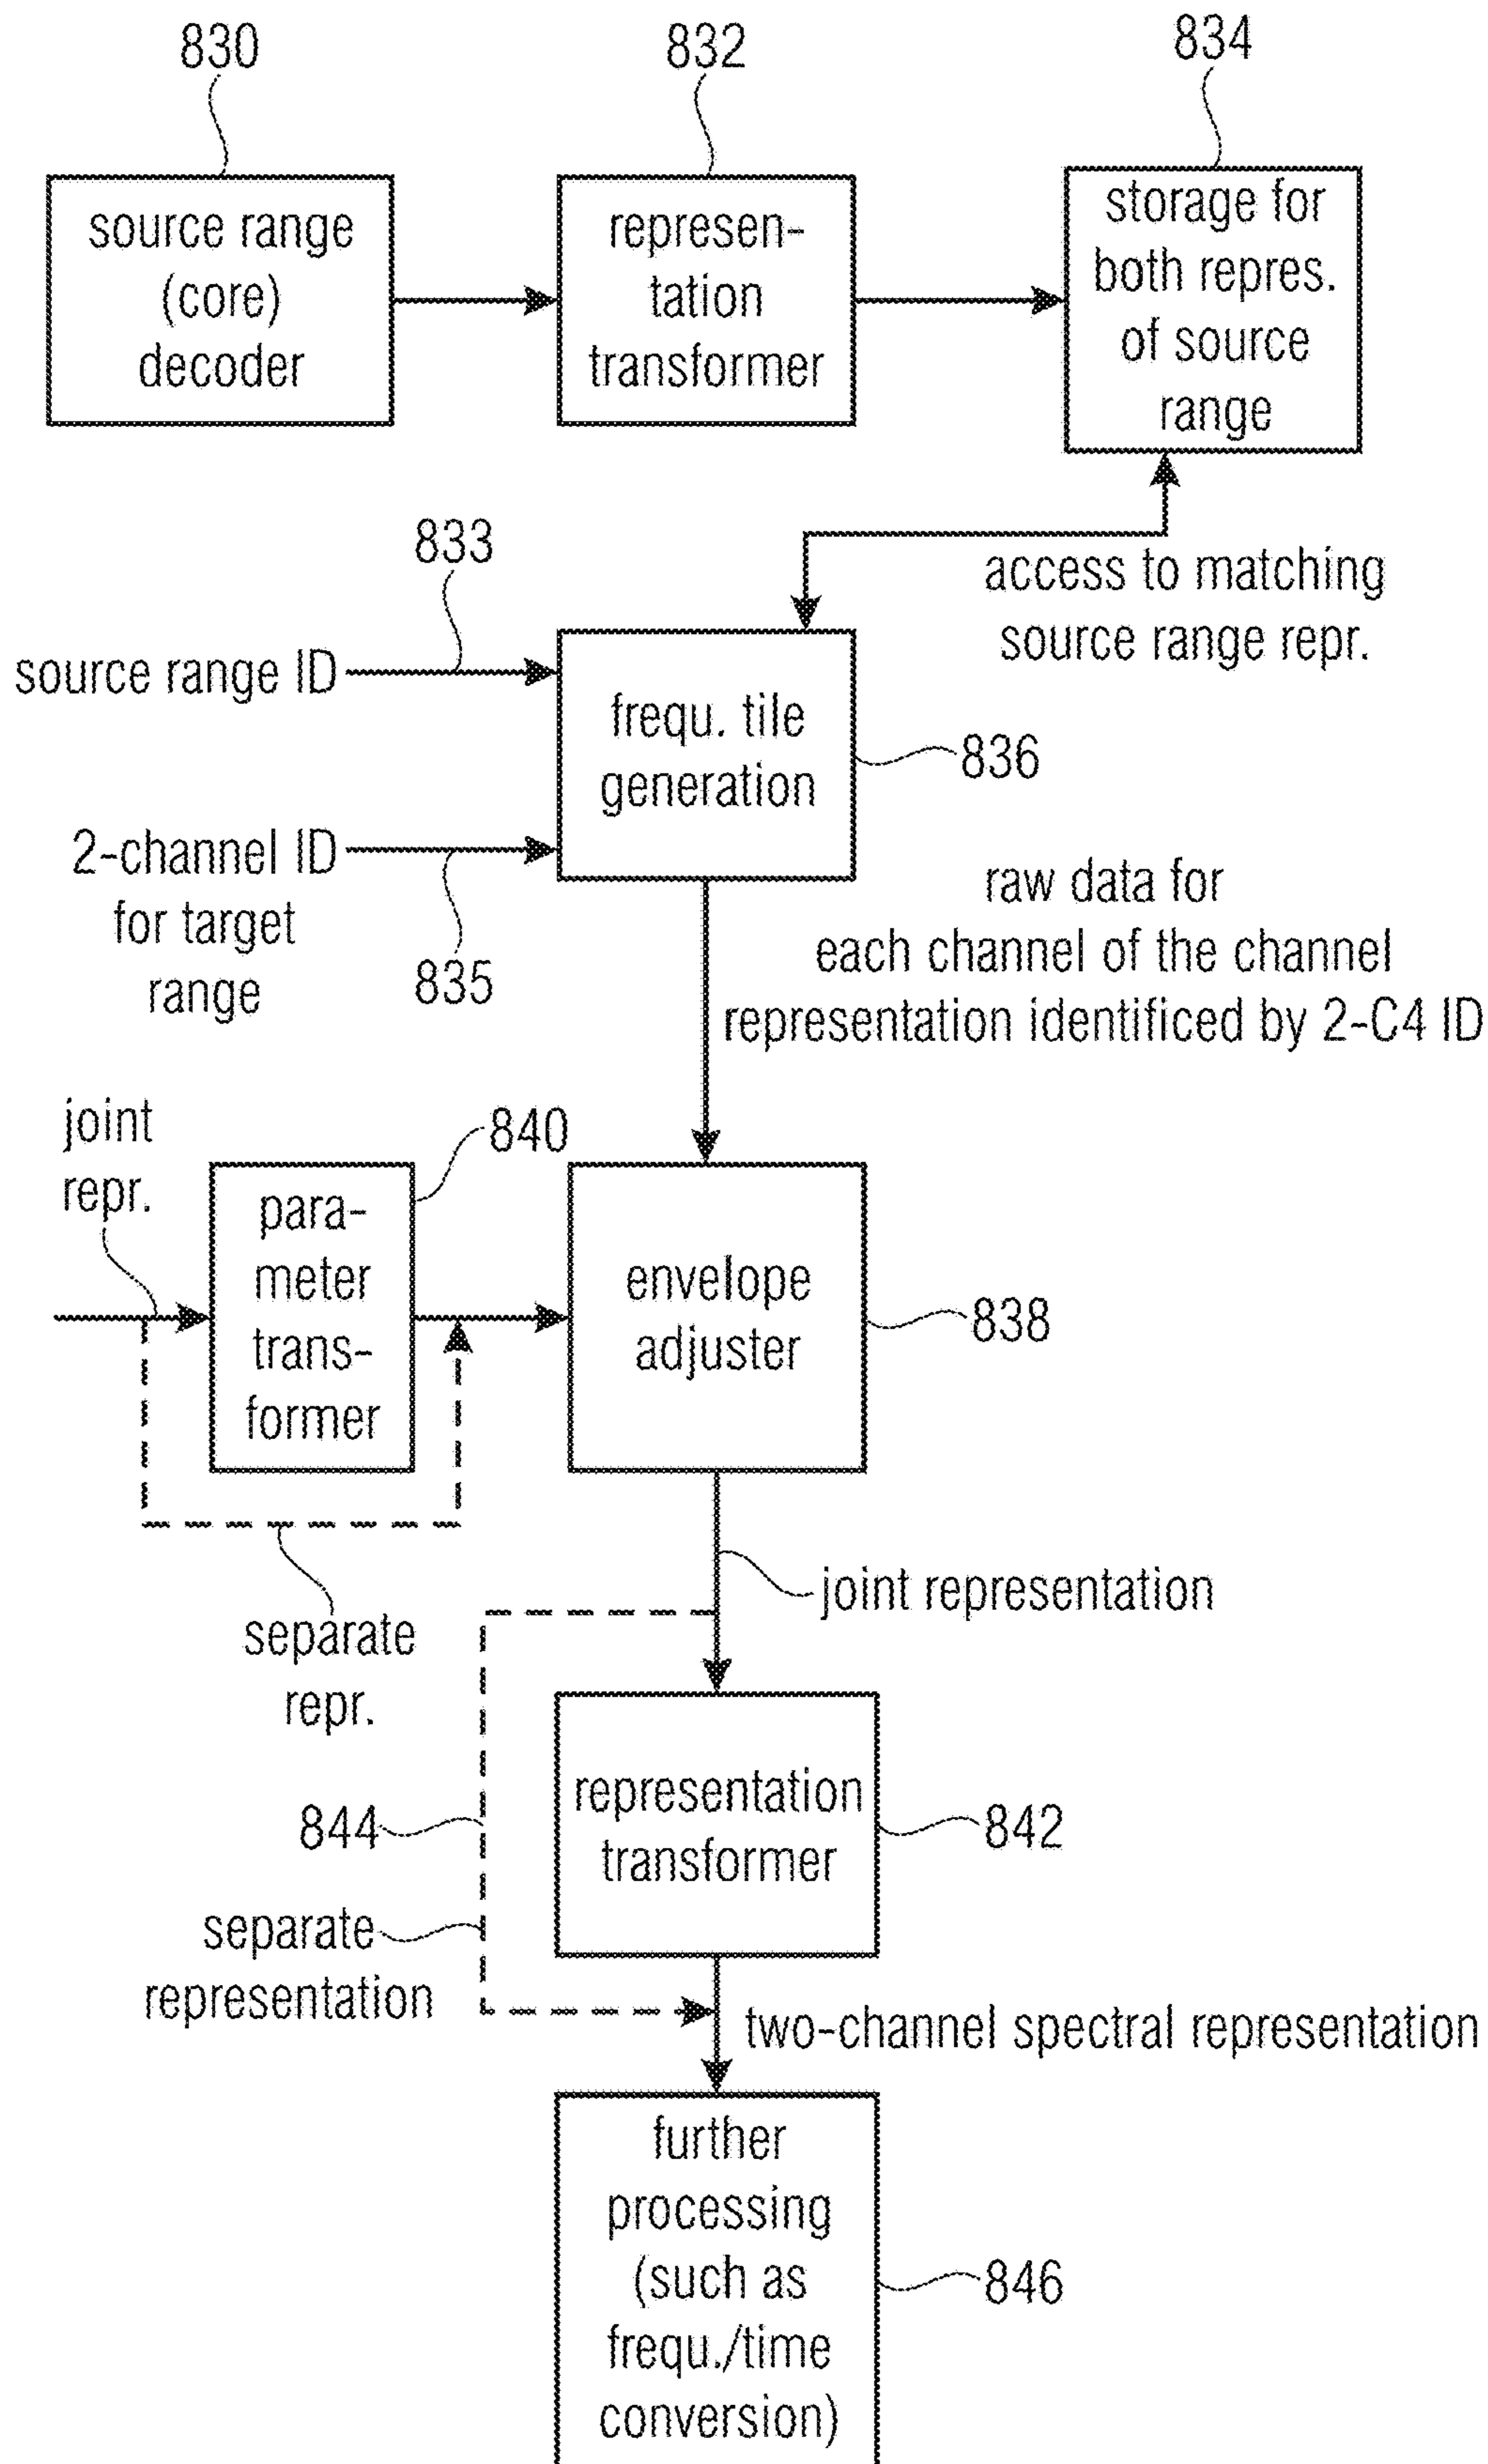 830
832
834
source range
(core)
decoder
represen-
tation
transformer
storage for
both repres.
of source
range
833
access to matching
source range repr.
source range ID
frequ. tile
generation
836
2-channel ID
for target
range
835
raw data for
each channel of the channel
representation identificed by 2-C4 ID
joint
repr.
840
para-
meter
trans-
former
envelope
adjuster
838
separate
repr.
joint representation
representation
transformer
842
844
separate
representation
two-channel spectral representation
further
processing
(such as
frequ./time
conversion)
846